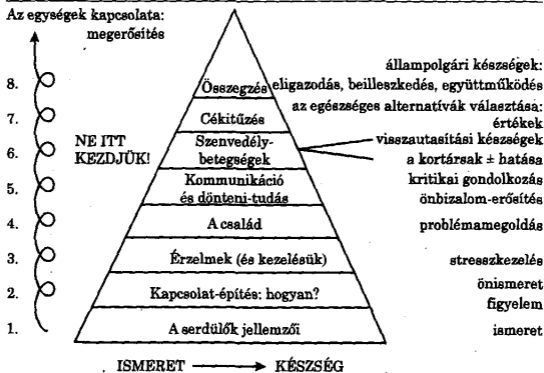 Az egységek kapcsolata:
megerősítés
állampolgári készségek:
8. Összegzés eligazodás, beilleszkedés, együttműködés
az egészséges alternatívák választása:
7. Cékitűzés értékek
NE ITT
KEZDJÜK!
6. Szenvedély-
betegségek
visszautasítási készségek
a kortársak ± hatása
5. Kommunikáció
és dönteni-tudás
kritikai gondolkozás
önbizalom-erősítés
4. A család problémamegoldás
3. Érzelmek (és kezelésük) stresszkezelés
önismeret
2. Kapcsolat-építés: hogyan?
figyelem
1. A serdülők jellemzői ismeret
ISMERET KÉSZSÉG